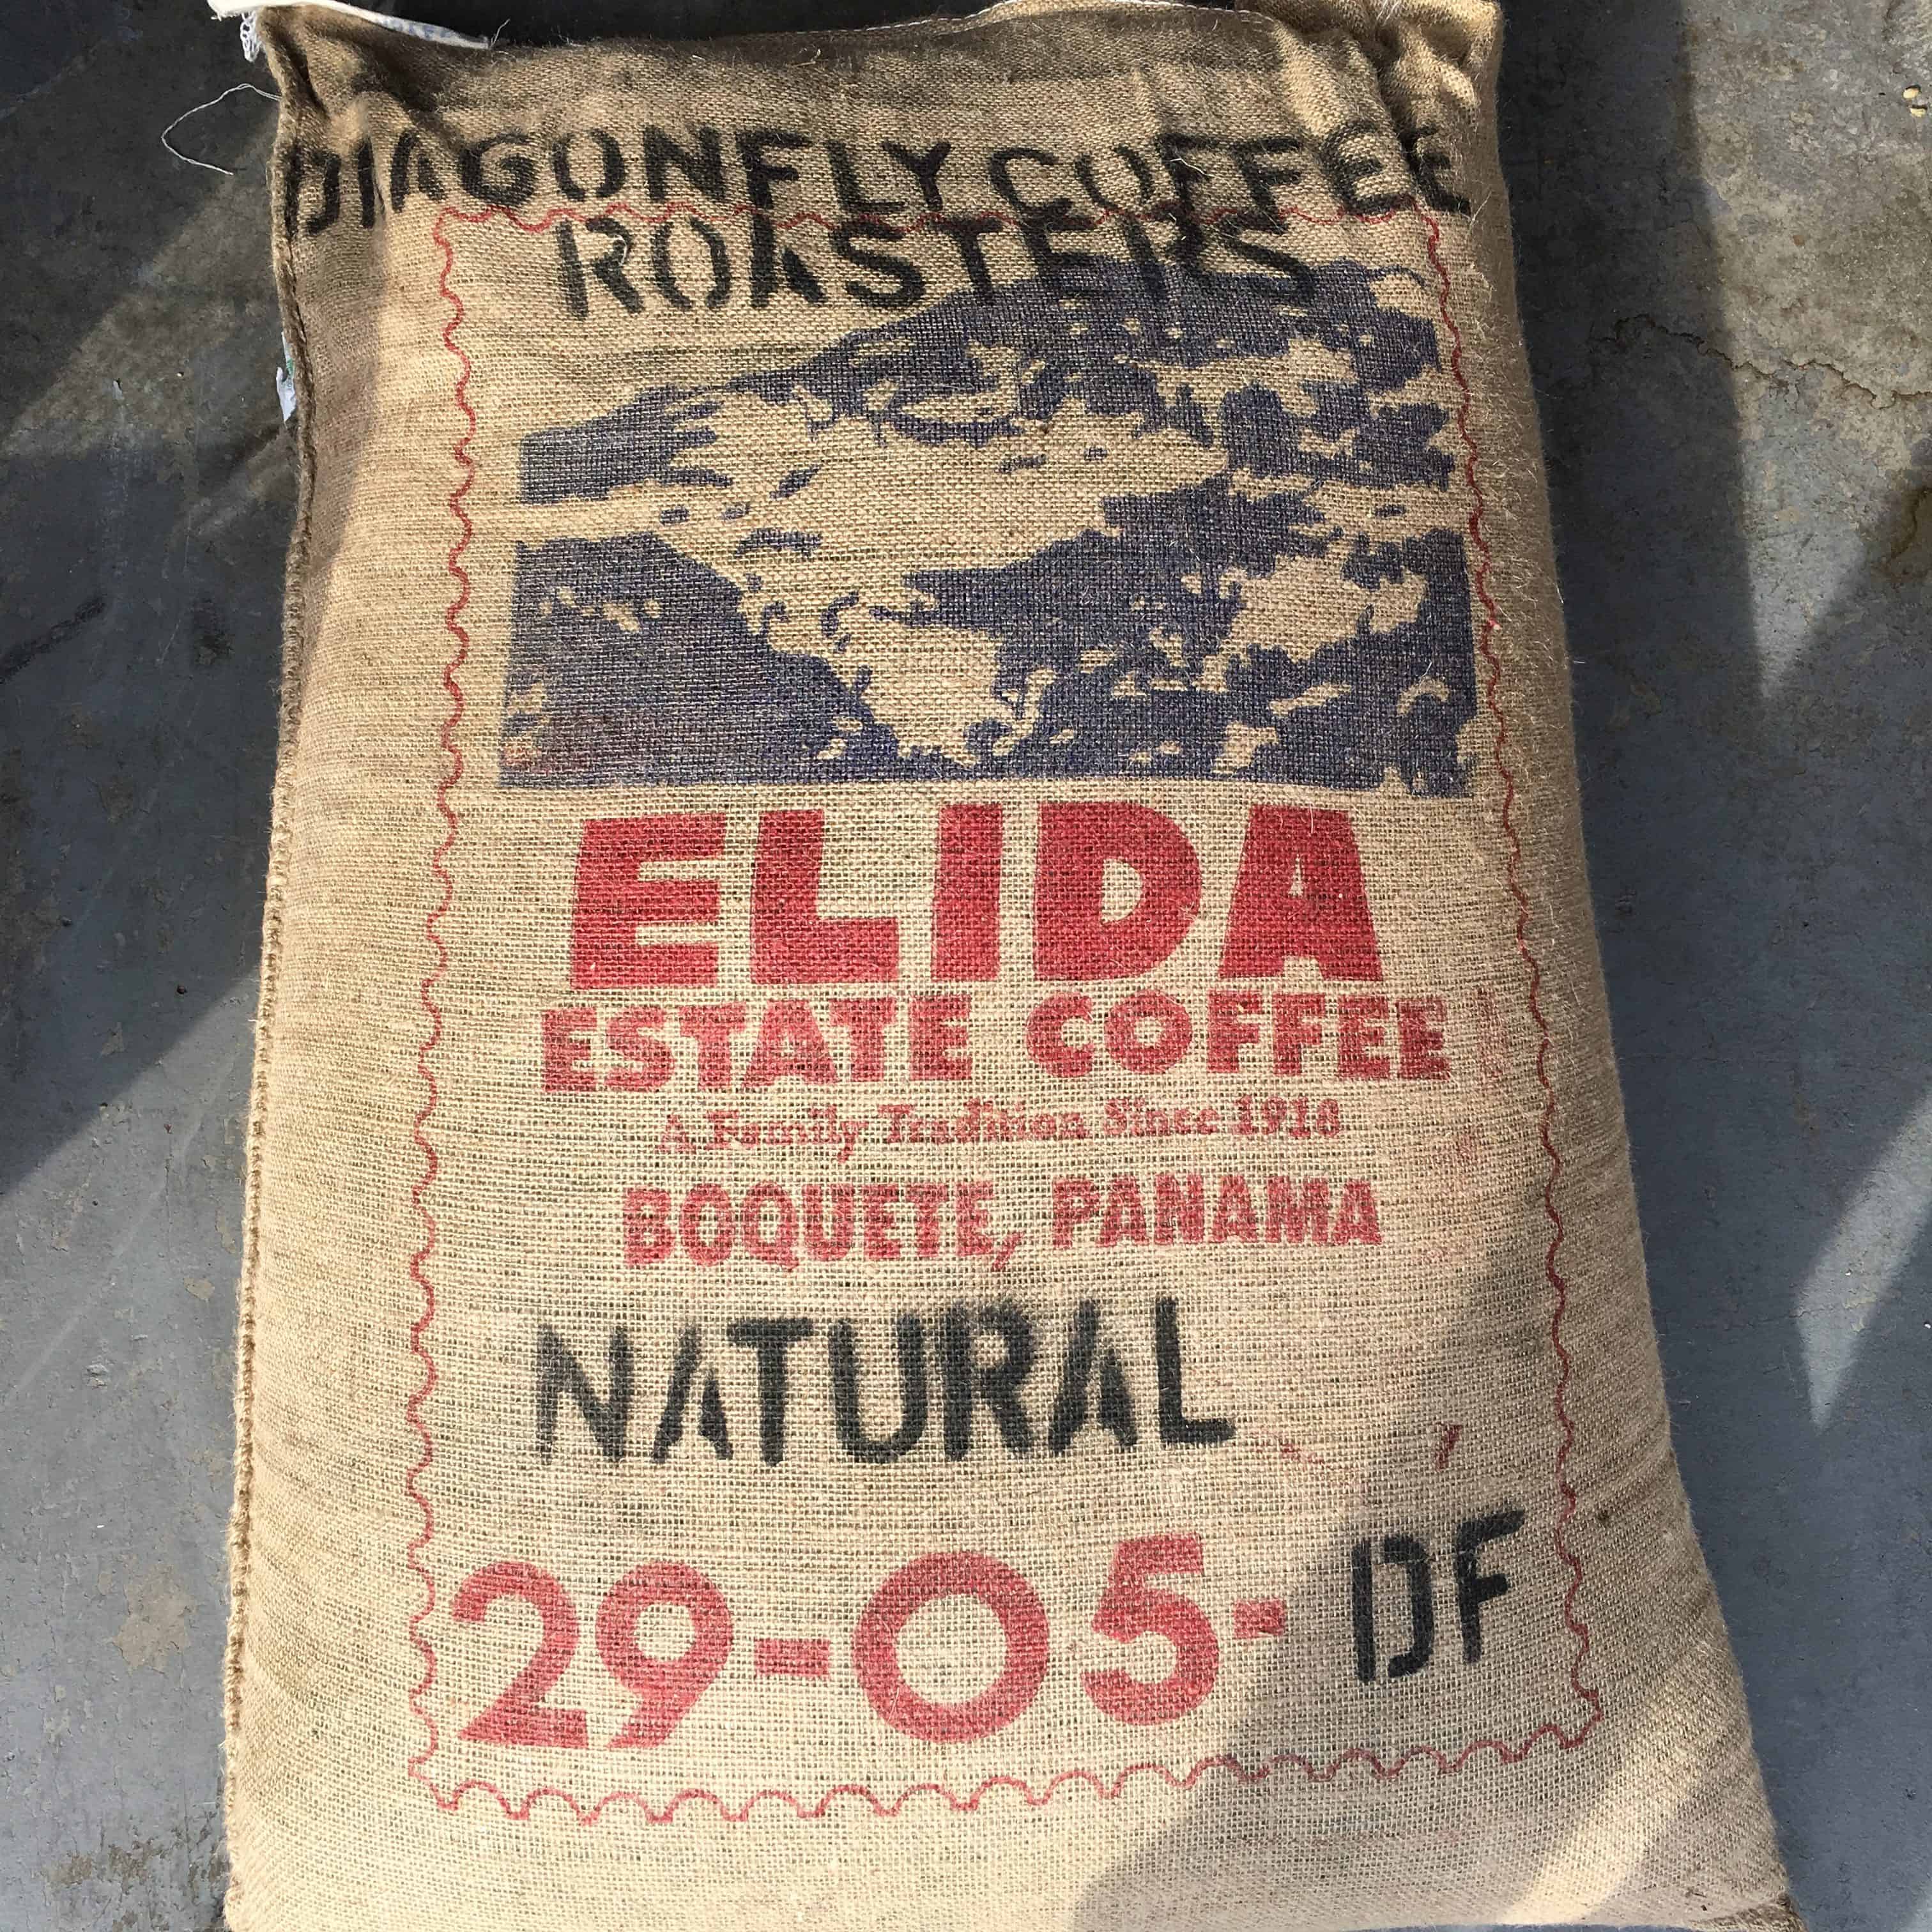 DRAGONFLY COFFEE
ROASTERS
ELIDA
ESTATE COFFEE
A Family Tradition Since 1918
BOQUETE, PANAMA
NATURAL
29-05-DF